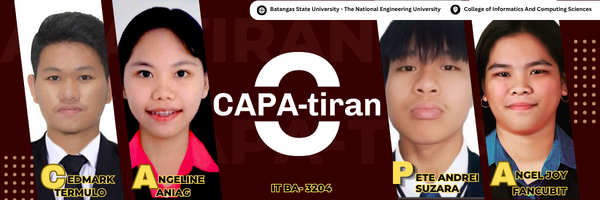 Batangas State University - The National Engineering University
College of Informatics And Computing Sciences
CAPA-tiran
CEDMARK
TERMULO
ANGELINE
ANIAG
IT BA- 3204
PETE ANDREI
SUZARA
ANGEL JOY
FANCUBIT